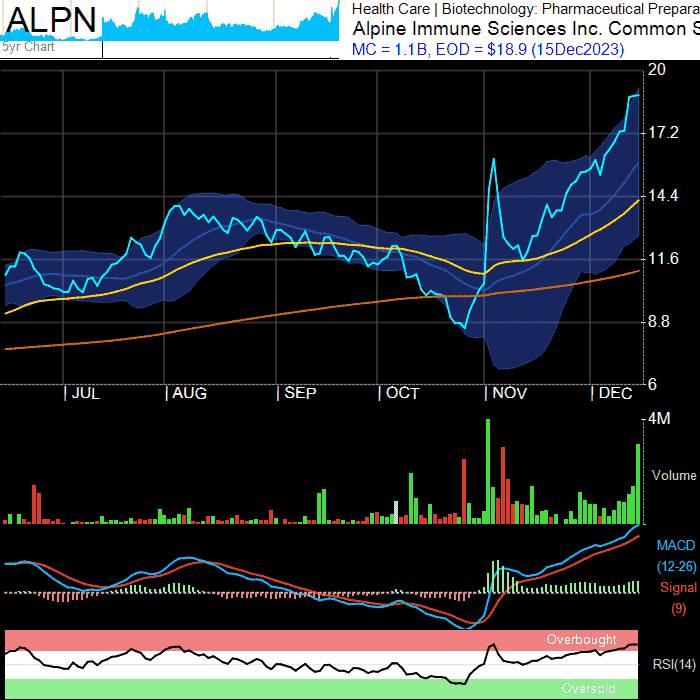 ALPN
5yr Chart
Health Care | Biotechnology: Pharmaceutical Prepara
Alpine Immune Sciences Inc. Common S
MC = 1.1B, EOD = $18.9 (15Dec2023)
20
17.2
14.4
11.6
8.8
6
| JUL | AUG | SEP | OCT | NOV | DEC
4M
Volume
MACD
(12-26)
Signal
(9)
Overbought
RSI(14)
Oversold